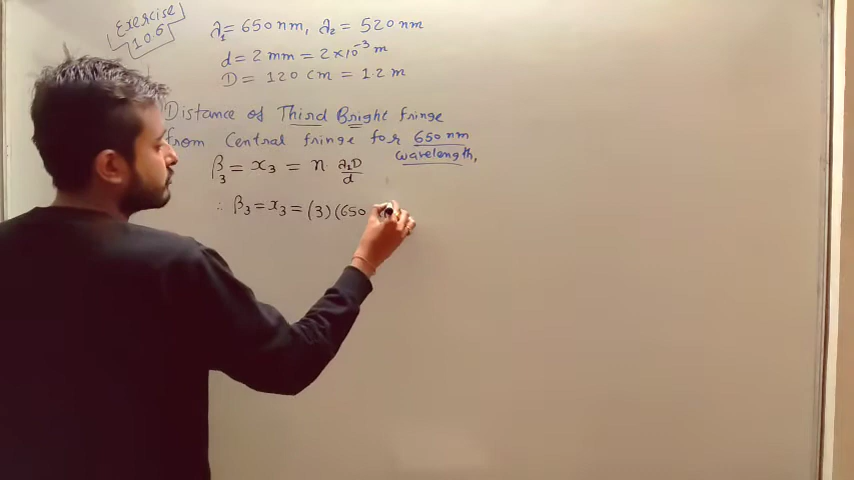 Exercise
10.6
λ₁ = 650 nm, λ₂ = 520 nm
d = 2 mm = 2×10⁻³ m
D = 120 cm = 1.2 m
Distance of Third Bright fringe
from Central fringe for 650 nm
wavelength,
β₃ = x₃ = n · λ₁D/d
∴ β₃ = x₃ = (3)(650